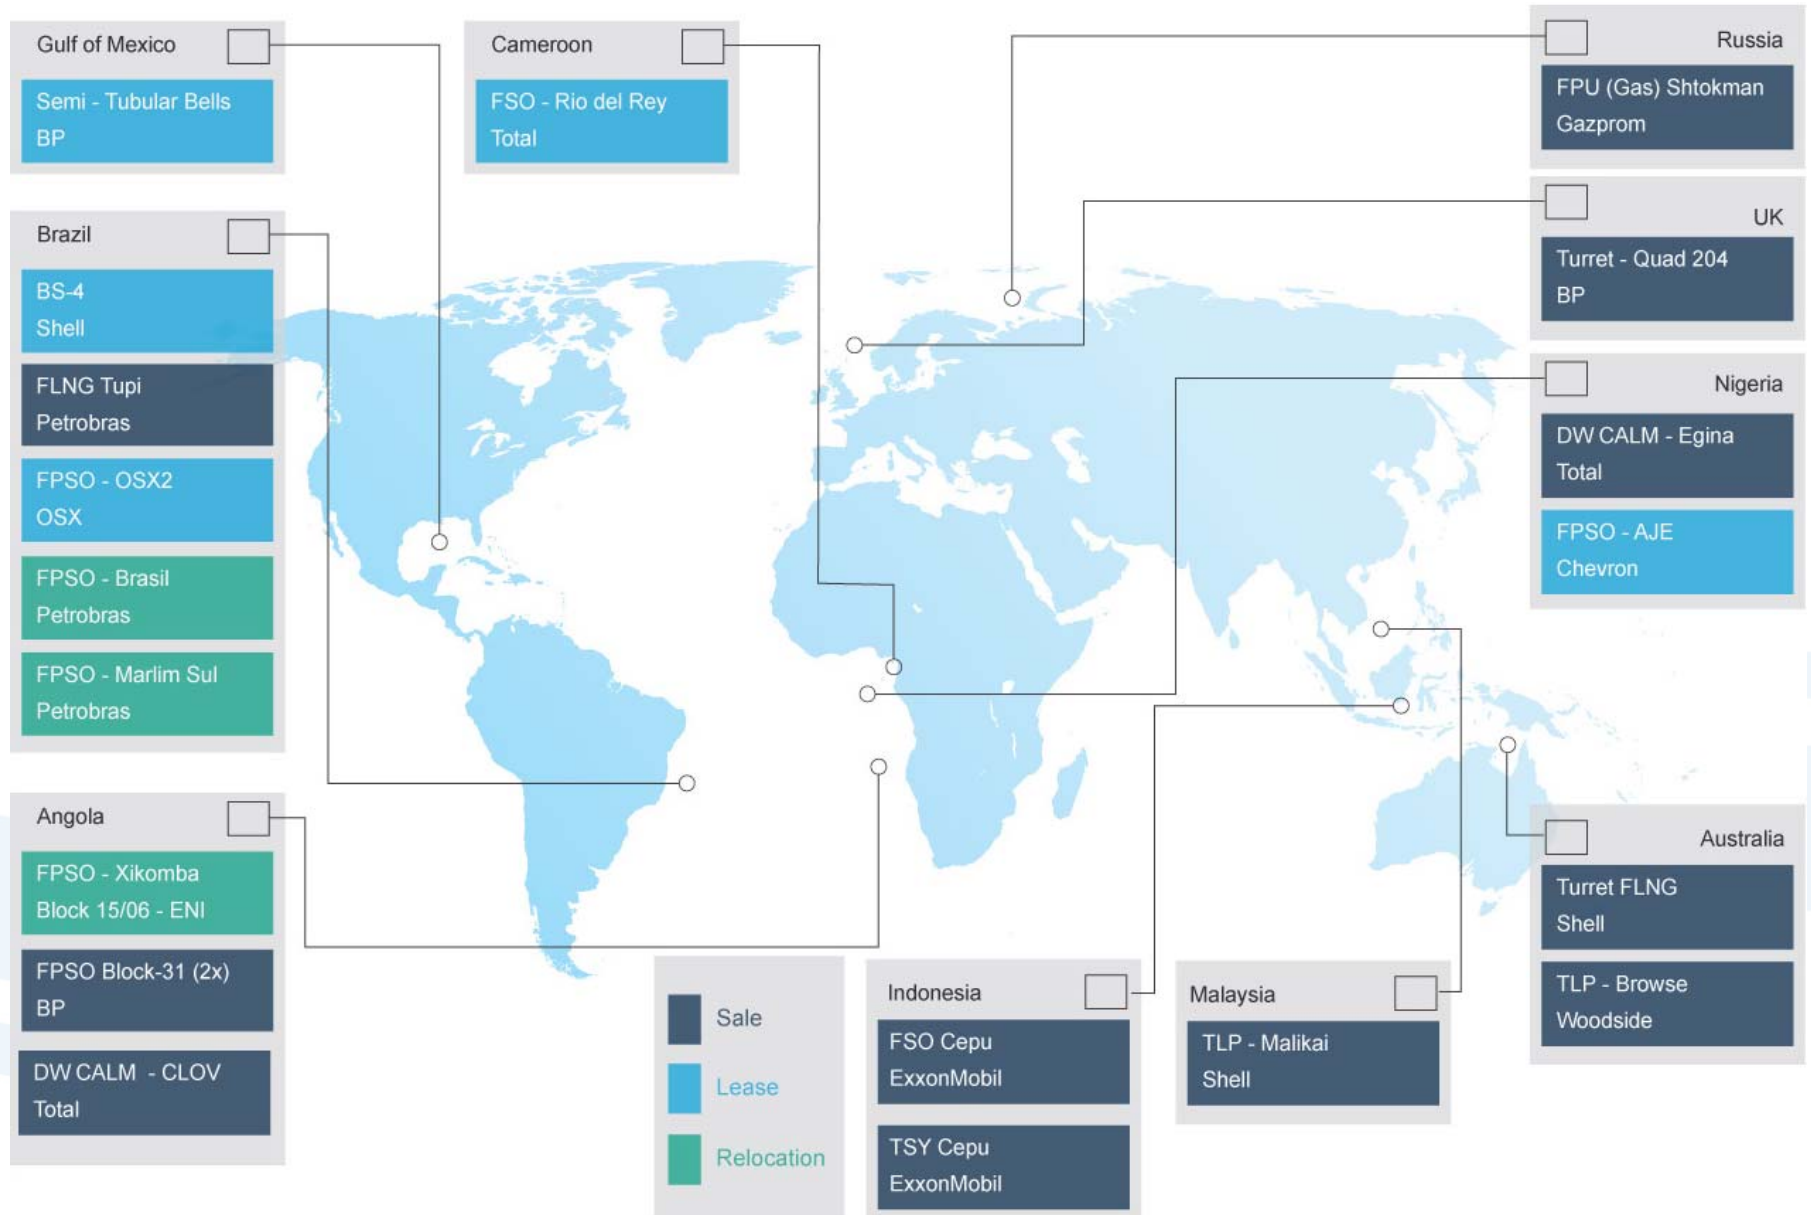 Gulf of Mexico
Semi - Tubular Bells
BP
Cameroon
FSO - Rio del Rey
Total
Russia
FPU (Gas) Shtokman
Gazprom
UK
Turret - Quad 204
BP
Brazil
BS-4
Shell
FLNG Tupi
Petrobras
FPSO - OSX2
OSX
FPSO - Brasil
Petrobras
FPSO - Marlim Sul
Petrobras
Nigeria
DW CALM - Egina
Total
FPSO - AJE
Chevron
Angola
FPSO - Xikomba
Block 15/06 - ENI
FPSO Block-31 (2x)
BP
DW CALM - CLOV
Total
Sale
Lease
Relocation
Indonesia
FSO Cepu
ExxonMobil
TSY Cepu
ExxonMobil
Malaysia
TLP - Malikai
Shell
Australia
Turret FLNG
Shell
TLP - Browse
Woodside